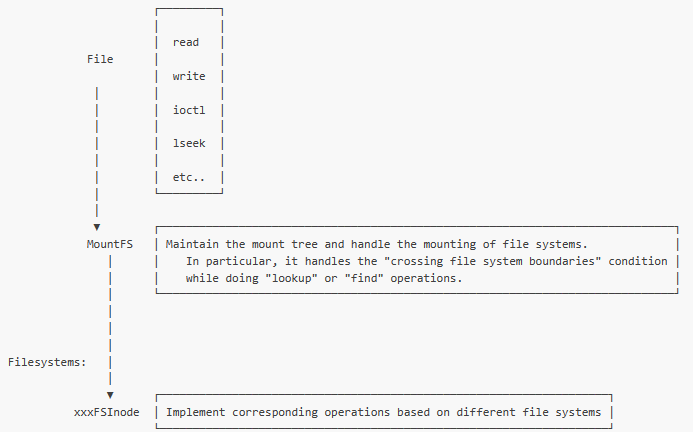 read
File
write
ioctl
lseek
etc..
MountFS
Maintain the mount tree and handle the mounting of file systems.
In particular, it handles the "crossing file system boundaries" condition
while doing "lookup" or "find" operations.
Filesystems:
xxxFSInode
Implement corresponding operations based on different file systems